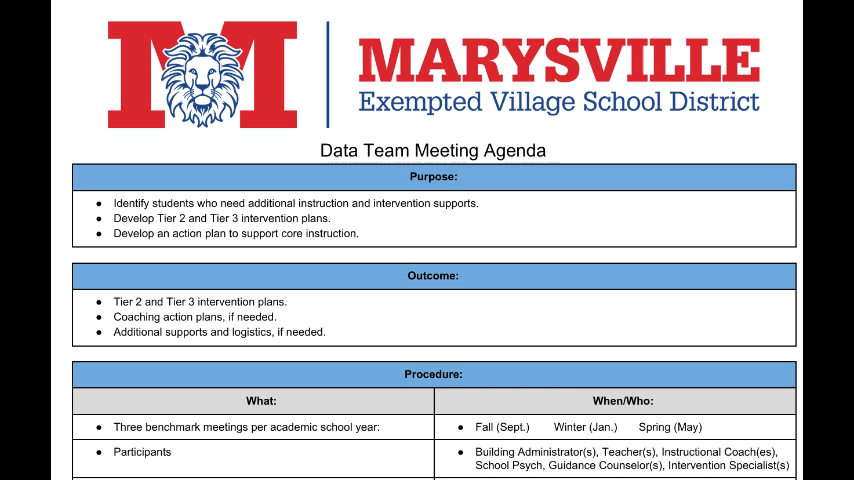 M
MARYSVILLE
Exempted Village School District
Data Team Meeting Agenda
Purpose:
● Identify students who need additional instruction and intervention supports.
● Develop Tier 2 and Tier 3 intervention plans.
● Develop an action plan to support core instruction.
Outcome:
● Tier 2 and Tier 3 intervention plans.
● Coaching action plans, if needed.
● Additional supports and logistics, if needed.
Procedure:
What: When/Who:
● Three benchmark meetings per academic school year: ● Fall (Sept.) Winter (Jan.) Spring (May)
● Participants ● Building Administrator(s), Teacher(s), Instructional Coach(es),
School Psych, Guidance Counselor(s), Intervention Specialist(s)